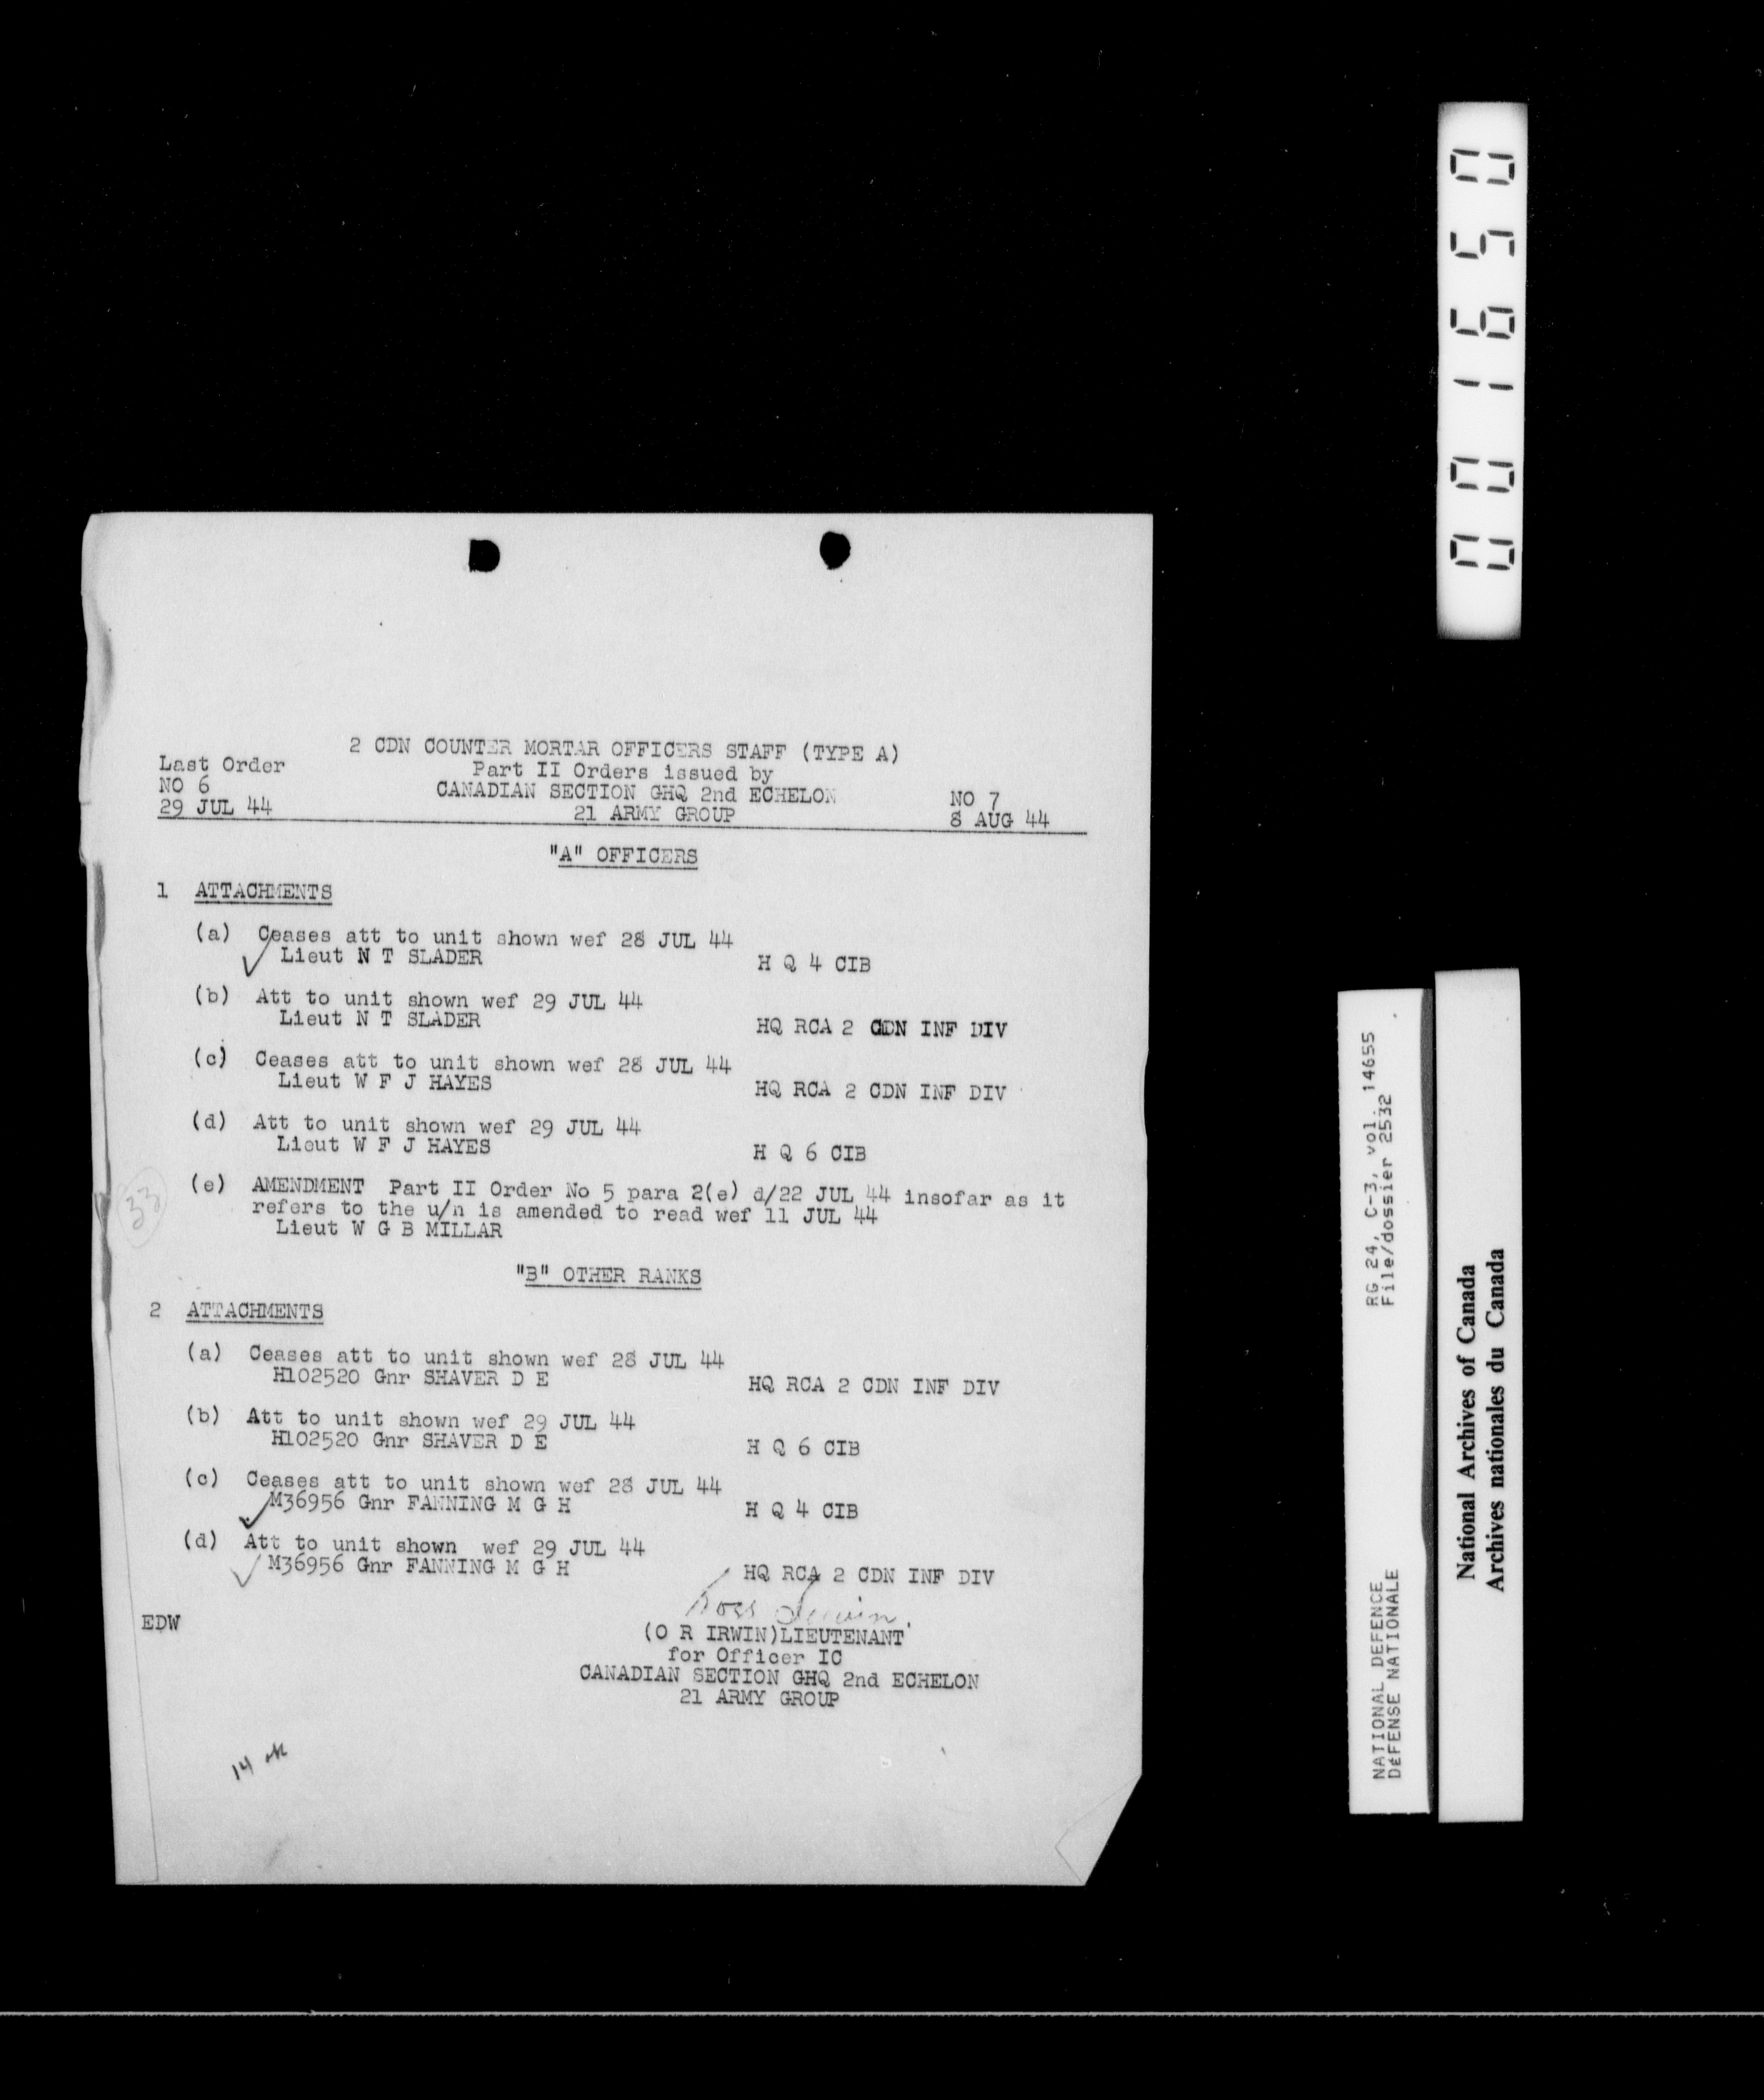 2 CDN COUNTER MORTAR OFFICERS STAFF (TYPE A)
Last Order Part II Orders issued by
NO 6 CANADIAN SECTION GHQ 2nd ECHELON NO 7
29 JUL 44 21 ARMY GROUP 8 AUG 44
"A" OFFICERS
1 ATTACHMENTS
(a) Ceases att to unit shown wef 28 JUL 44
Lieut N T SLADER H Q 4 CIB
(b) Att to unit shown wef 29 JUL 44
Lieut N T SLADER HQ RCA 2 CDN INF DIV
(c) Ceases att to unit shown wef 28 JUL 44
Lieut W F J HAYES HQ RCA 2 CDN INF DIV
(d) Att to unit shown wef 29 JUL 44
Lieut W F J HAYES H Q 6 CIB
(e) AMENDMENT Part II Order No 5 para 2(e) d/22 JUL 44 insofar as it
refers to the u/n is amended to read wef 11 JUL 44
Lieut W G B MILLAR
33
"B" OTHER RANKS
2 ATTACHMENTS
(a) Ceases att to unit shown wef 28 JUL 44
H102520 Gnr SHAVER D E HQ RCA 2 CDN INF DIV
(b) Att to unit shown wef 29 JUL 44
H102520 Gnr SHAVER D E H Q 6 CIB
(c) Ceases att to unit shown wef 28 JUL 44
M36956 Gnr FANNING M G H H Q 4 CIB
(d) Att to unit shown wef 29 JUL 44
M36956 Gnr FANNING M G H HQ RCA 2 CDN INF DIV
Ross Irwin
EDW (O R IRWIN)LIEUTENANT
for Officer IC
CANADIAN SECTION GHQ 2nd ECHELON
21 ARMY GROUP
14
001650
RG 24, C-3, vol. 14655
File/dossier 2532
NATIONAL DEFENCE
DÉFENSE NATIONALE
National Archives of Canada
Archives nationales du Canada